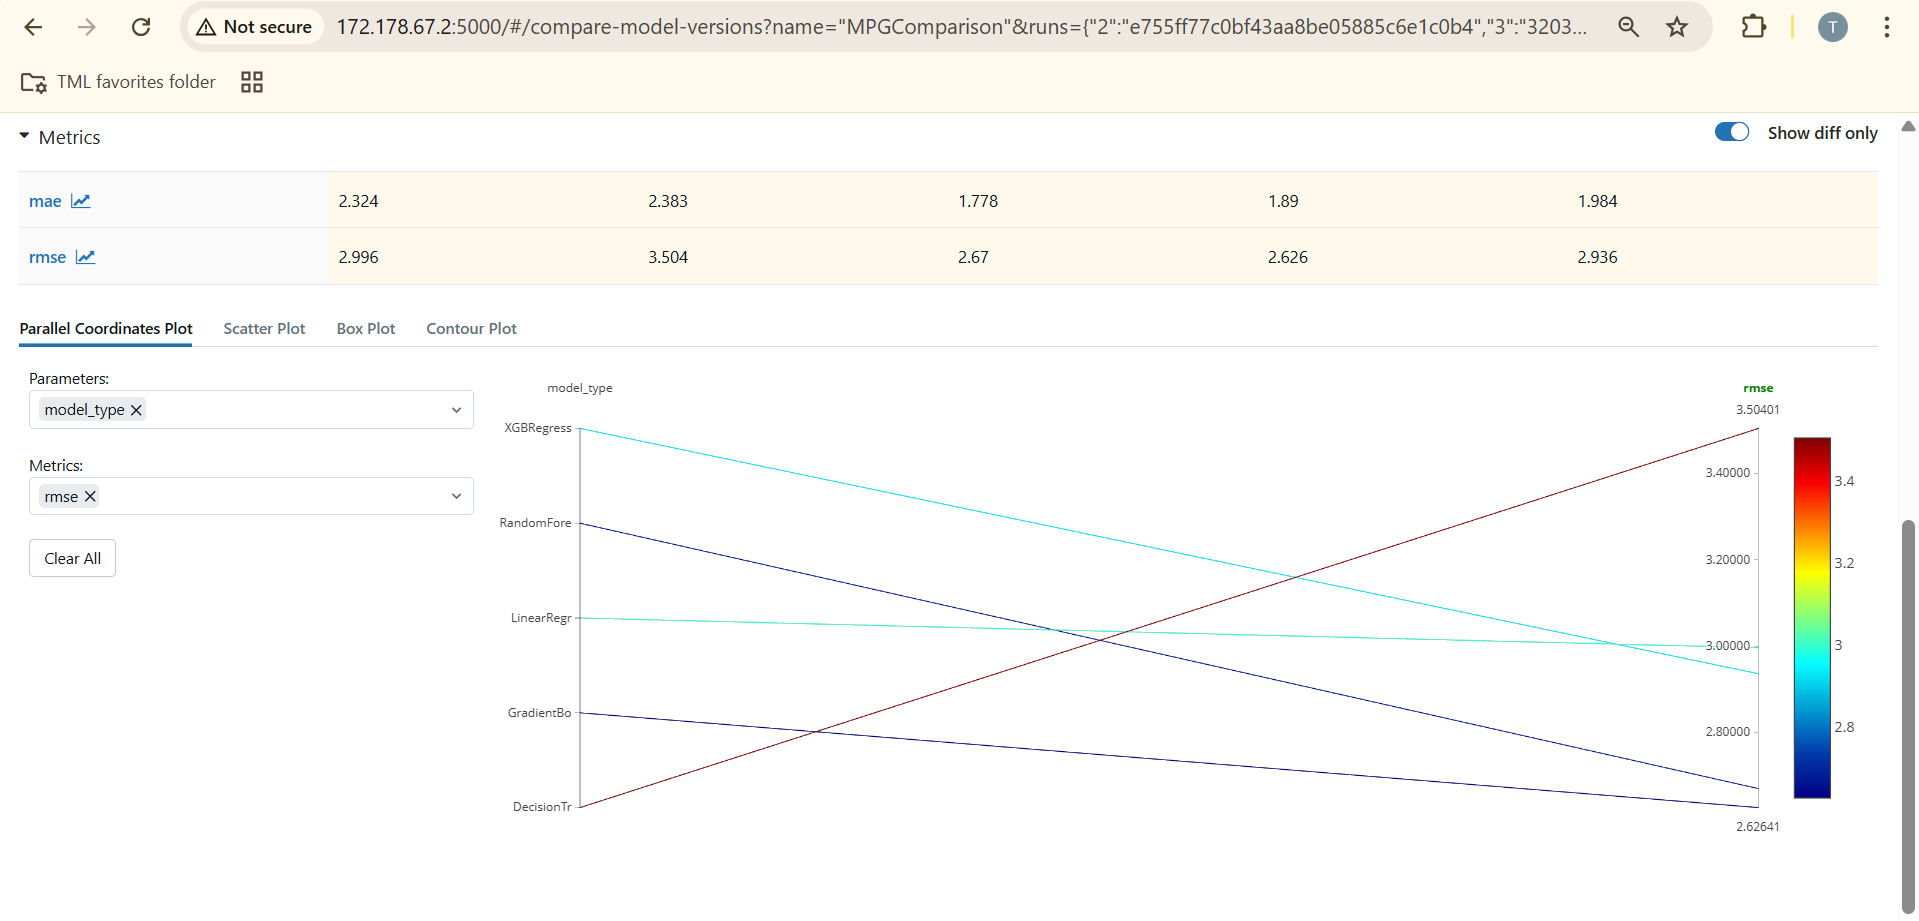 Not secure 172.178.67.2:5000/#/compare-model-versions?name="MPGComparison"&runs={"2":"e755ff77c0bf43aa8be05885c6e1c0b4","3":"3203... T
TML favorites folder
Metrics Show diff only
mae 2.324 2.383 1.778 1.89 1.984
rmse 2.996 3.504 2.67 2.626 2.936
Parallel Coordinates Plot Scatter Plot Box Plot Contour Plot
Parameters:
model_type
Metrics:
rmse
Clear All
model_type
XGBRegress
RandomFore
LinearRegr
GradientBo
DecisionTr
rmse
3.50401
3.40000
3.20000
3.00000
2.80000
2.62641
3.4
3.2
3
2.8